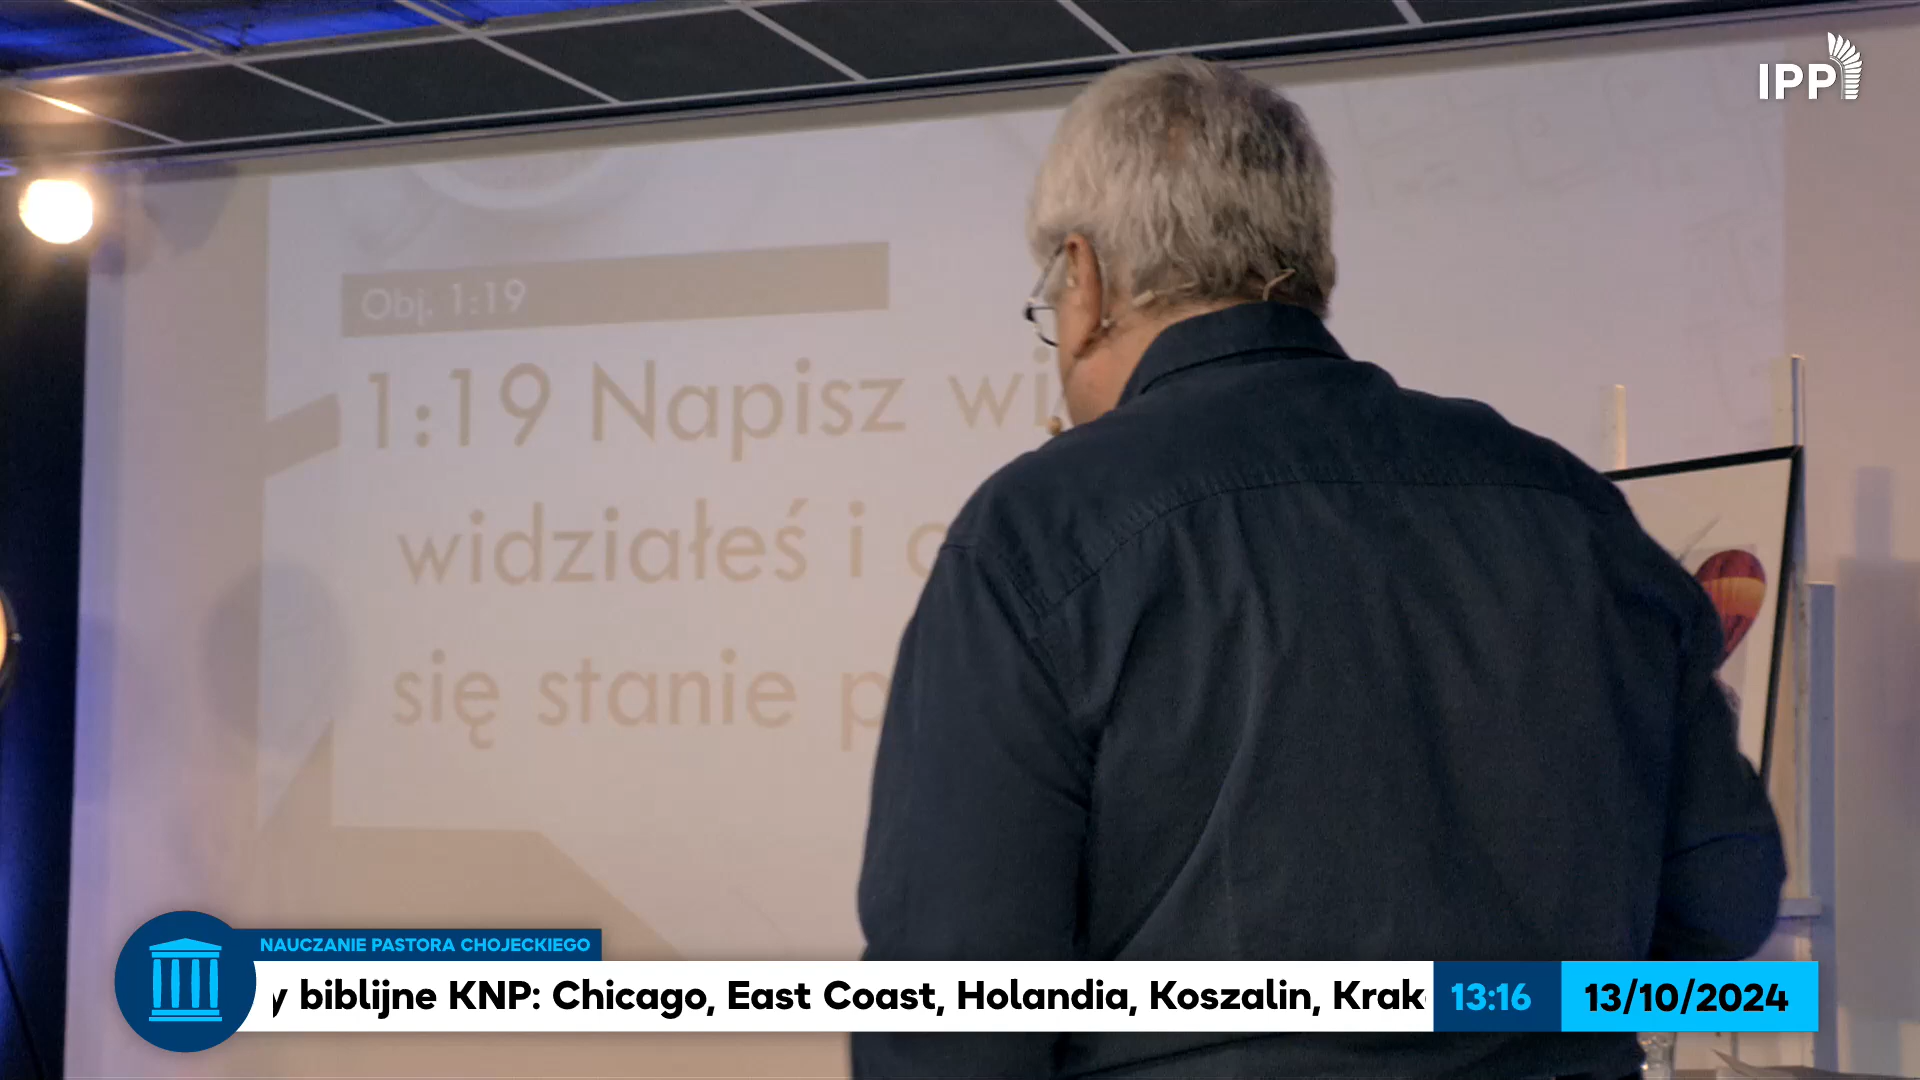 IPP
Obj. 1:19
1:19 Napisz
widziałeś i
się stanie
NAUCZANIE PASTORA CHOJECKIEGO
biblijne KNP: Chicago, East Coast, Holandia, Koszalin,
13:16
13/10/2024